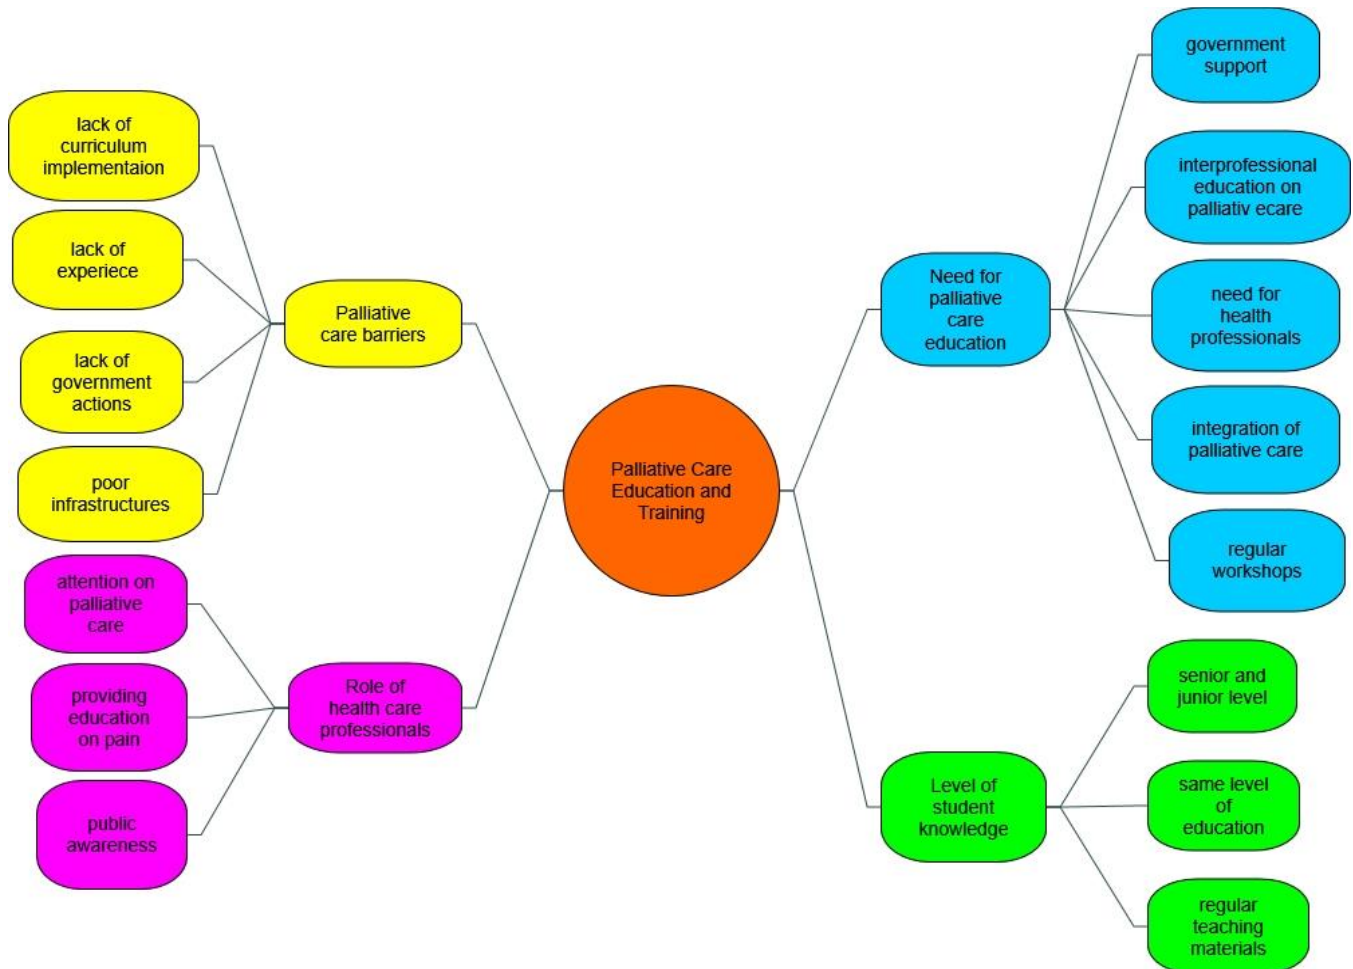 lack of
curriculum
implementaion
lack of
experiece
lack of
government
actions
poor
infrastructures
Palliative
care barriers
attention on
palliative
care
providing
education
on pain
public
awareness
Role of
health care
professionals
Palliative Care
Education and
Training
Need for
palliative
care
education
government
support
interprofessional
education on
palliativ ecare
need for
health
professionals
integration of
palliative care
regular
workshops
Level of
student
knowledge
senior and
junior level
same level
of
education
regular
teaching
materials